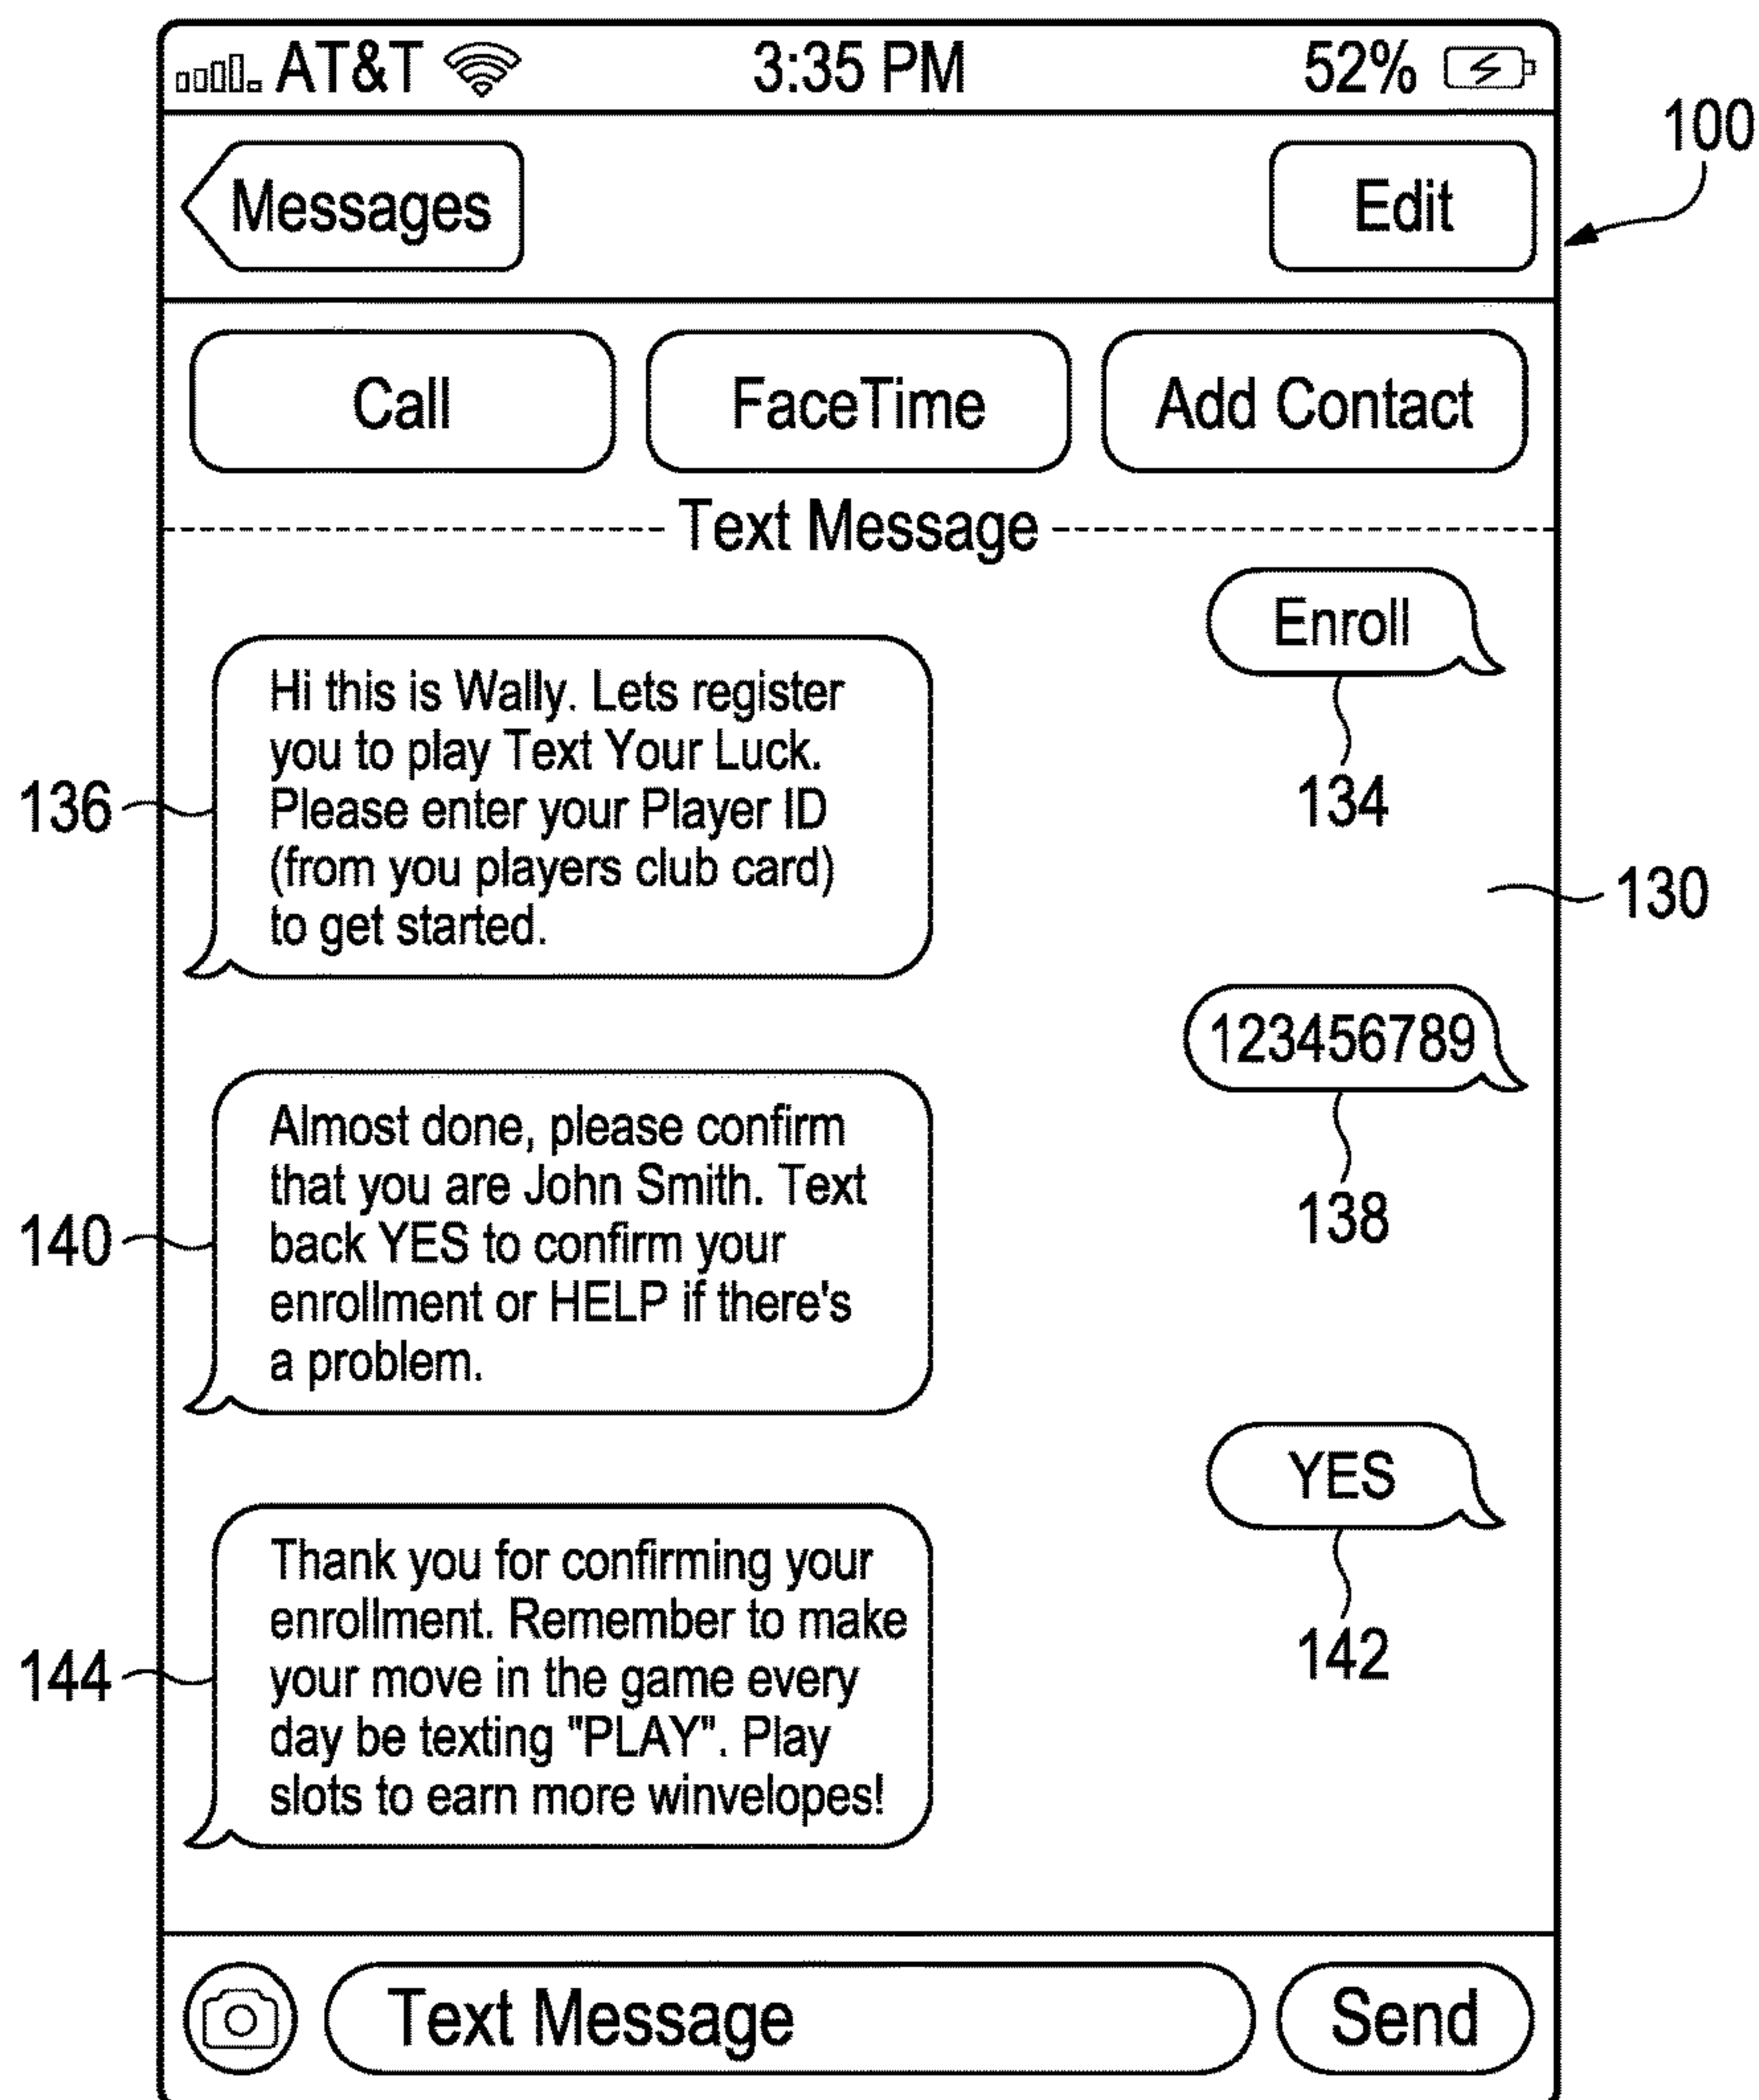 AT&T 3:35 PM 52%
100
Messages Edit
Call FaceTime Add Contact
Text Message
Enroll
134
Hi this is Wally. Lets register
you to play Text Your Luck.
Please enter your Player ID
(from you players club card)
to get started.
136
130
123456789
138
Almost done, please confirm
that you are John Smith. Text
back YES to confirm your
enrollment or HELP if there's
a problem.
140
YES
142
Thank you for confirming your
enrollment. Remember to make
your move in the game every
day be texting "PLAY". Play
slots to earn more winvelopes!
144
Text Message Send